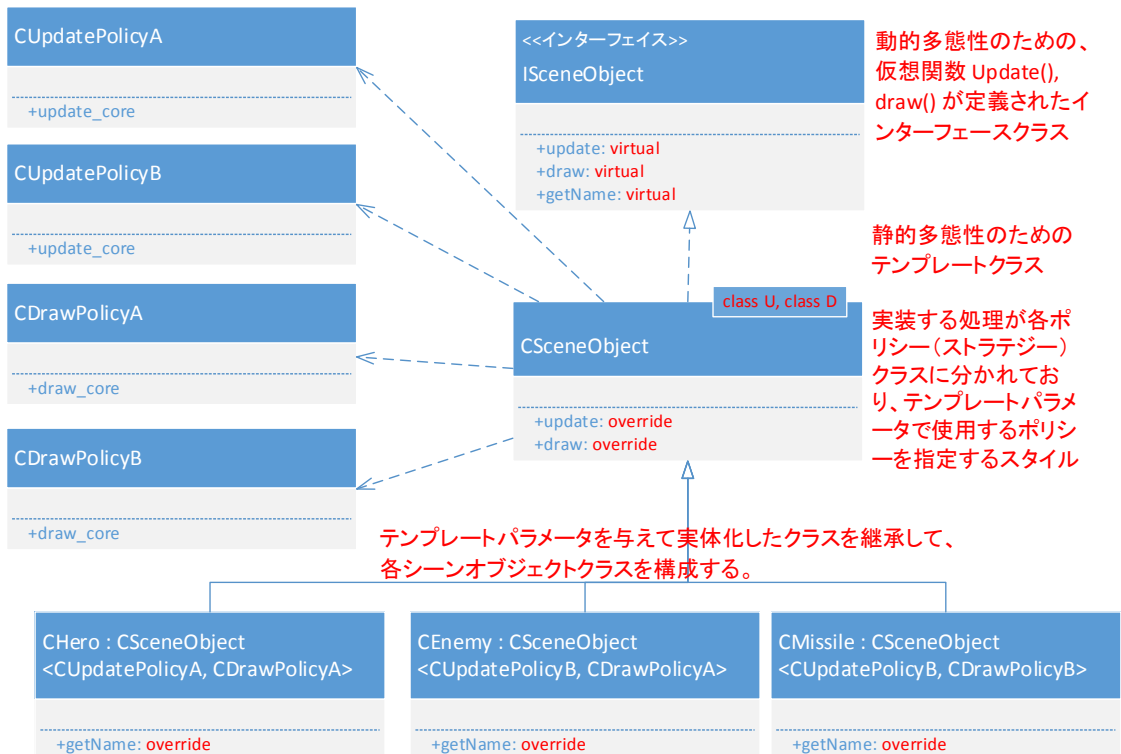 CUpdatePolicyA
+update_core
CUpdatePolicyB
+update_core
CDrawPolicyA
+draw_core
CDrawPolicyB
+draw_core
<<インターフェイス>>
ISceneObject
+update: virtual
+draw: virtual
+getName: virtual
動的多態性のための、
仮想関数 Update(),
draw() が定義されたイ
ンターフェースクラス
静的多態性のための
テンプレートクラス
class U, class D
CSceneObject
+update: override
+draw: override
実装する処理が各ポ
リシー（ストラテジー）
クラスに分かれてお
り、テンプレートパラメ
ータで使用するポリシ
ーを指定するスタイル
テンプレートパラメータを与えて実体化したクラスを継承して、
各シーンオブジェクトクラスを構成する。
CHero : CSceneObject
<CUpdatePolicyA, CDrawPolicyA>
+getName: override
CEnemy : CSceneObject
<CUpdatePolicyB, CDrawPolicyA>
+getName: override
CMissile : CSceneObject
<CUpdatePolicyB, CDrawPolicyB>
+getName: override